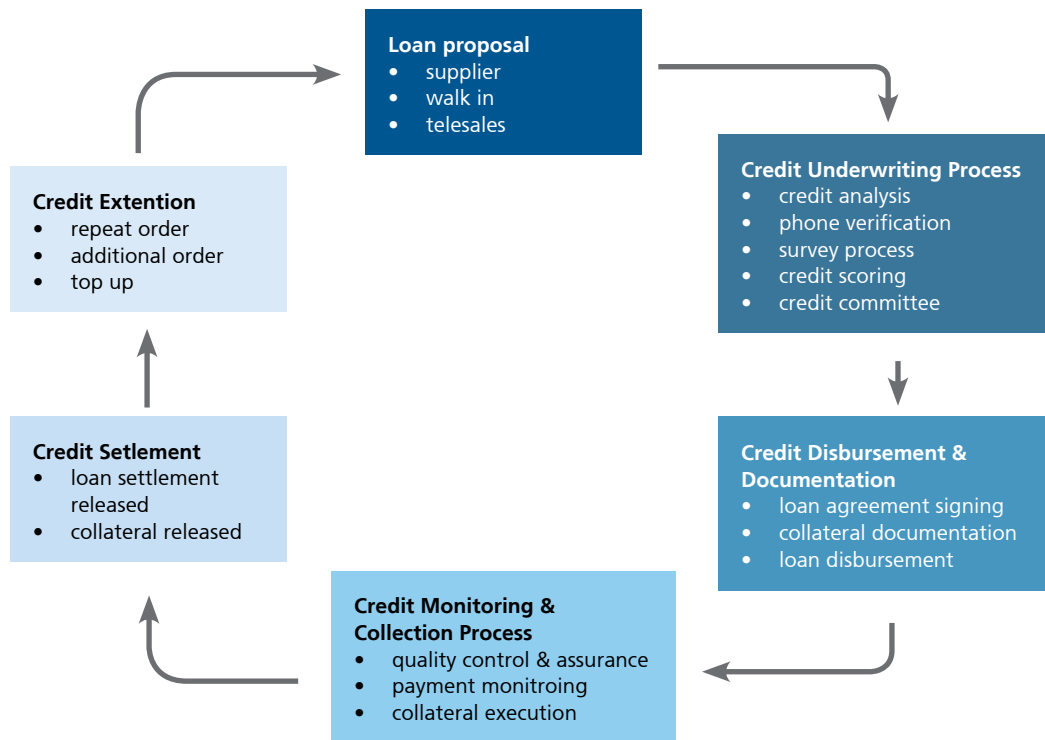 Loan proposal
• supplier
• walk in
• telesales
Credit Underwriting Process
• credit analysis
• phone verification
• survey process
• credit scoring
• credit committee
Credit Disbursement &
Documentation
• loan agreement signing
• collateral documentation
• loan disbursement
Credit Monitoring &
Collection Process
• quality control & assurance
• payment monitroing
• collateral execution
Credit Setlement
• loan settlement
released
• collateral released
Credit Extention
• repeat order
• additional order
• top up